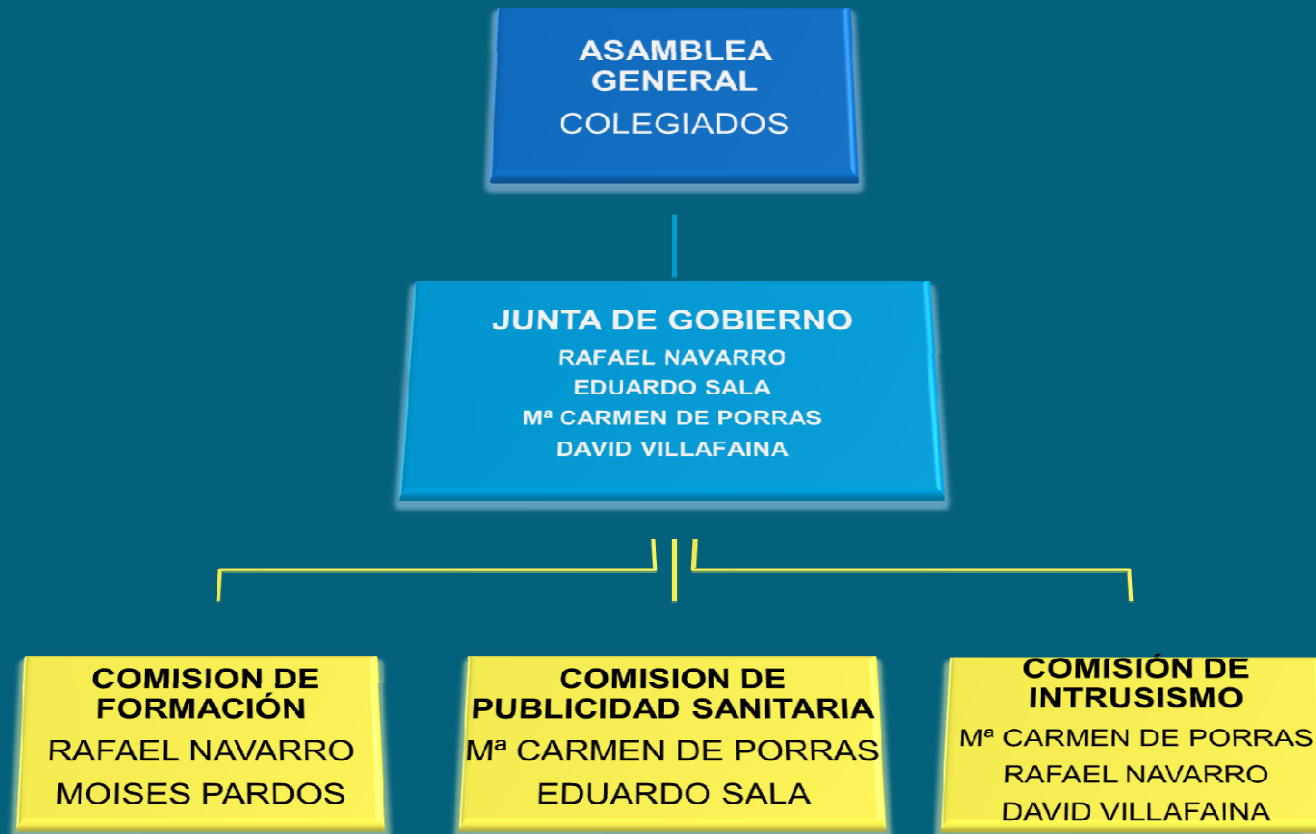 ASAMBLEA
GENERAL
COLEGIADOS
JUNTA DE GOBIERNO
RAFAEL NAVARRO
EDUARDO SALA
Mª CARMEN DE PORRAS
DAVID VILLAFAINA
COMISION DE
FORMACIÓN
RAFAEL NAVARRO
MOISES PARDOS
COMISION DE
PUBLICIDAD SANITARIA
Mª CARMEN DE PORRAS
EDUARDO SALA
COMISIÓN DE
INTRUSISMO
Mª CARMEN DE PORRAS
RAFAEL NAVARRO
DAVID VILLAFAINA